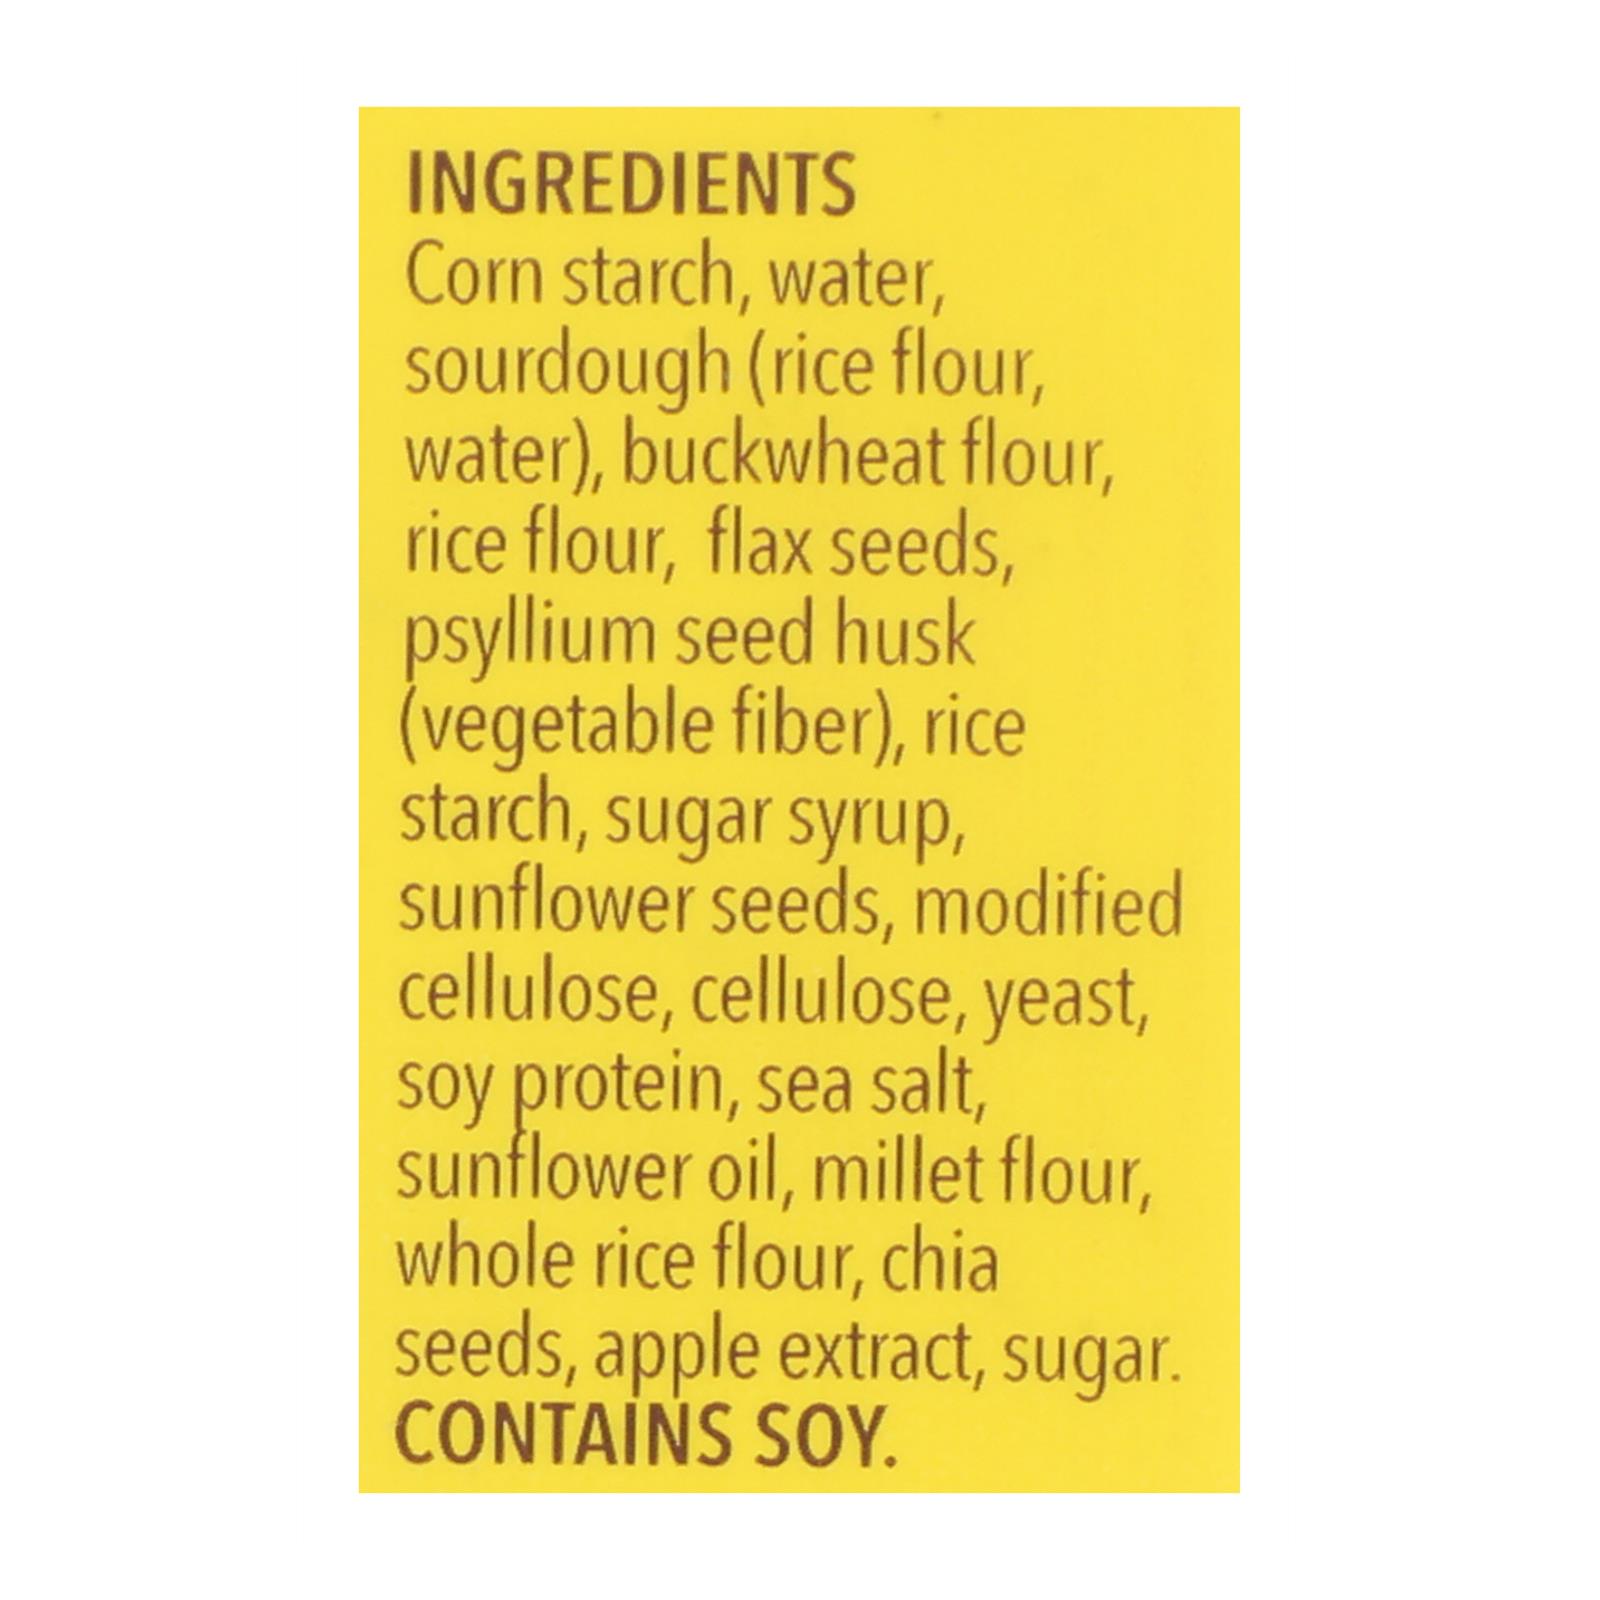 INGREDIENTS
Corn starch, water,
sourdough (rice flour,
water), buckwheat flour,
rice flour, flax seeds,
psyllium seed husk
(vegetable fiber), rice
starch, sugar syrup,
sunflower seeds, modified
cellulose, cellulose, yeast,
soy protein, sea salt,
sunflower oil, millet flour,
whole rice flour, chia
seeds, apple extract, sugar.
CONTAINS SOY.